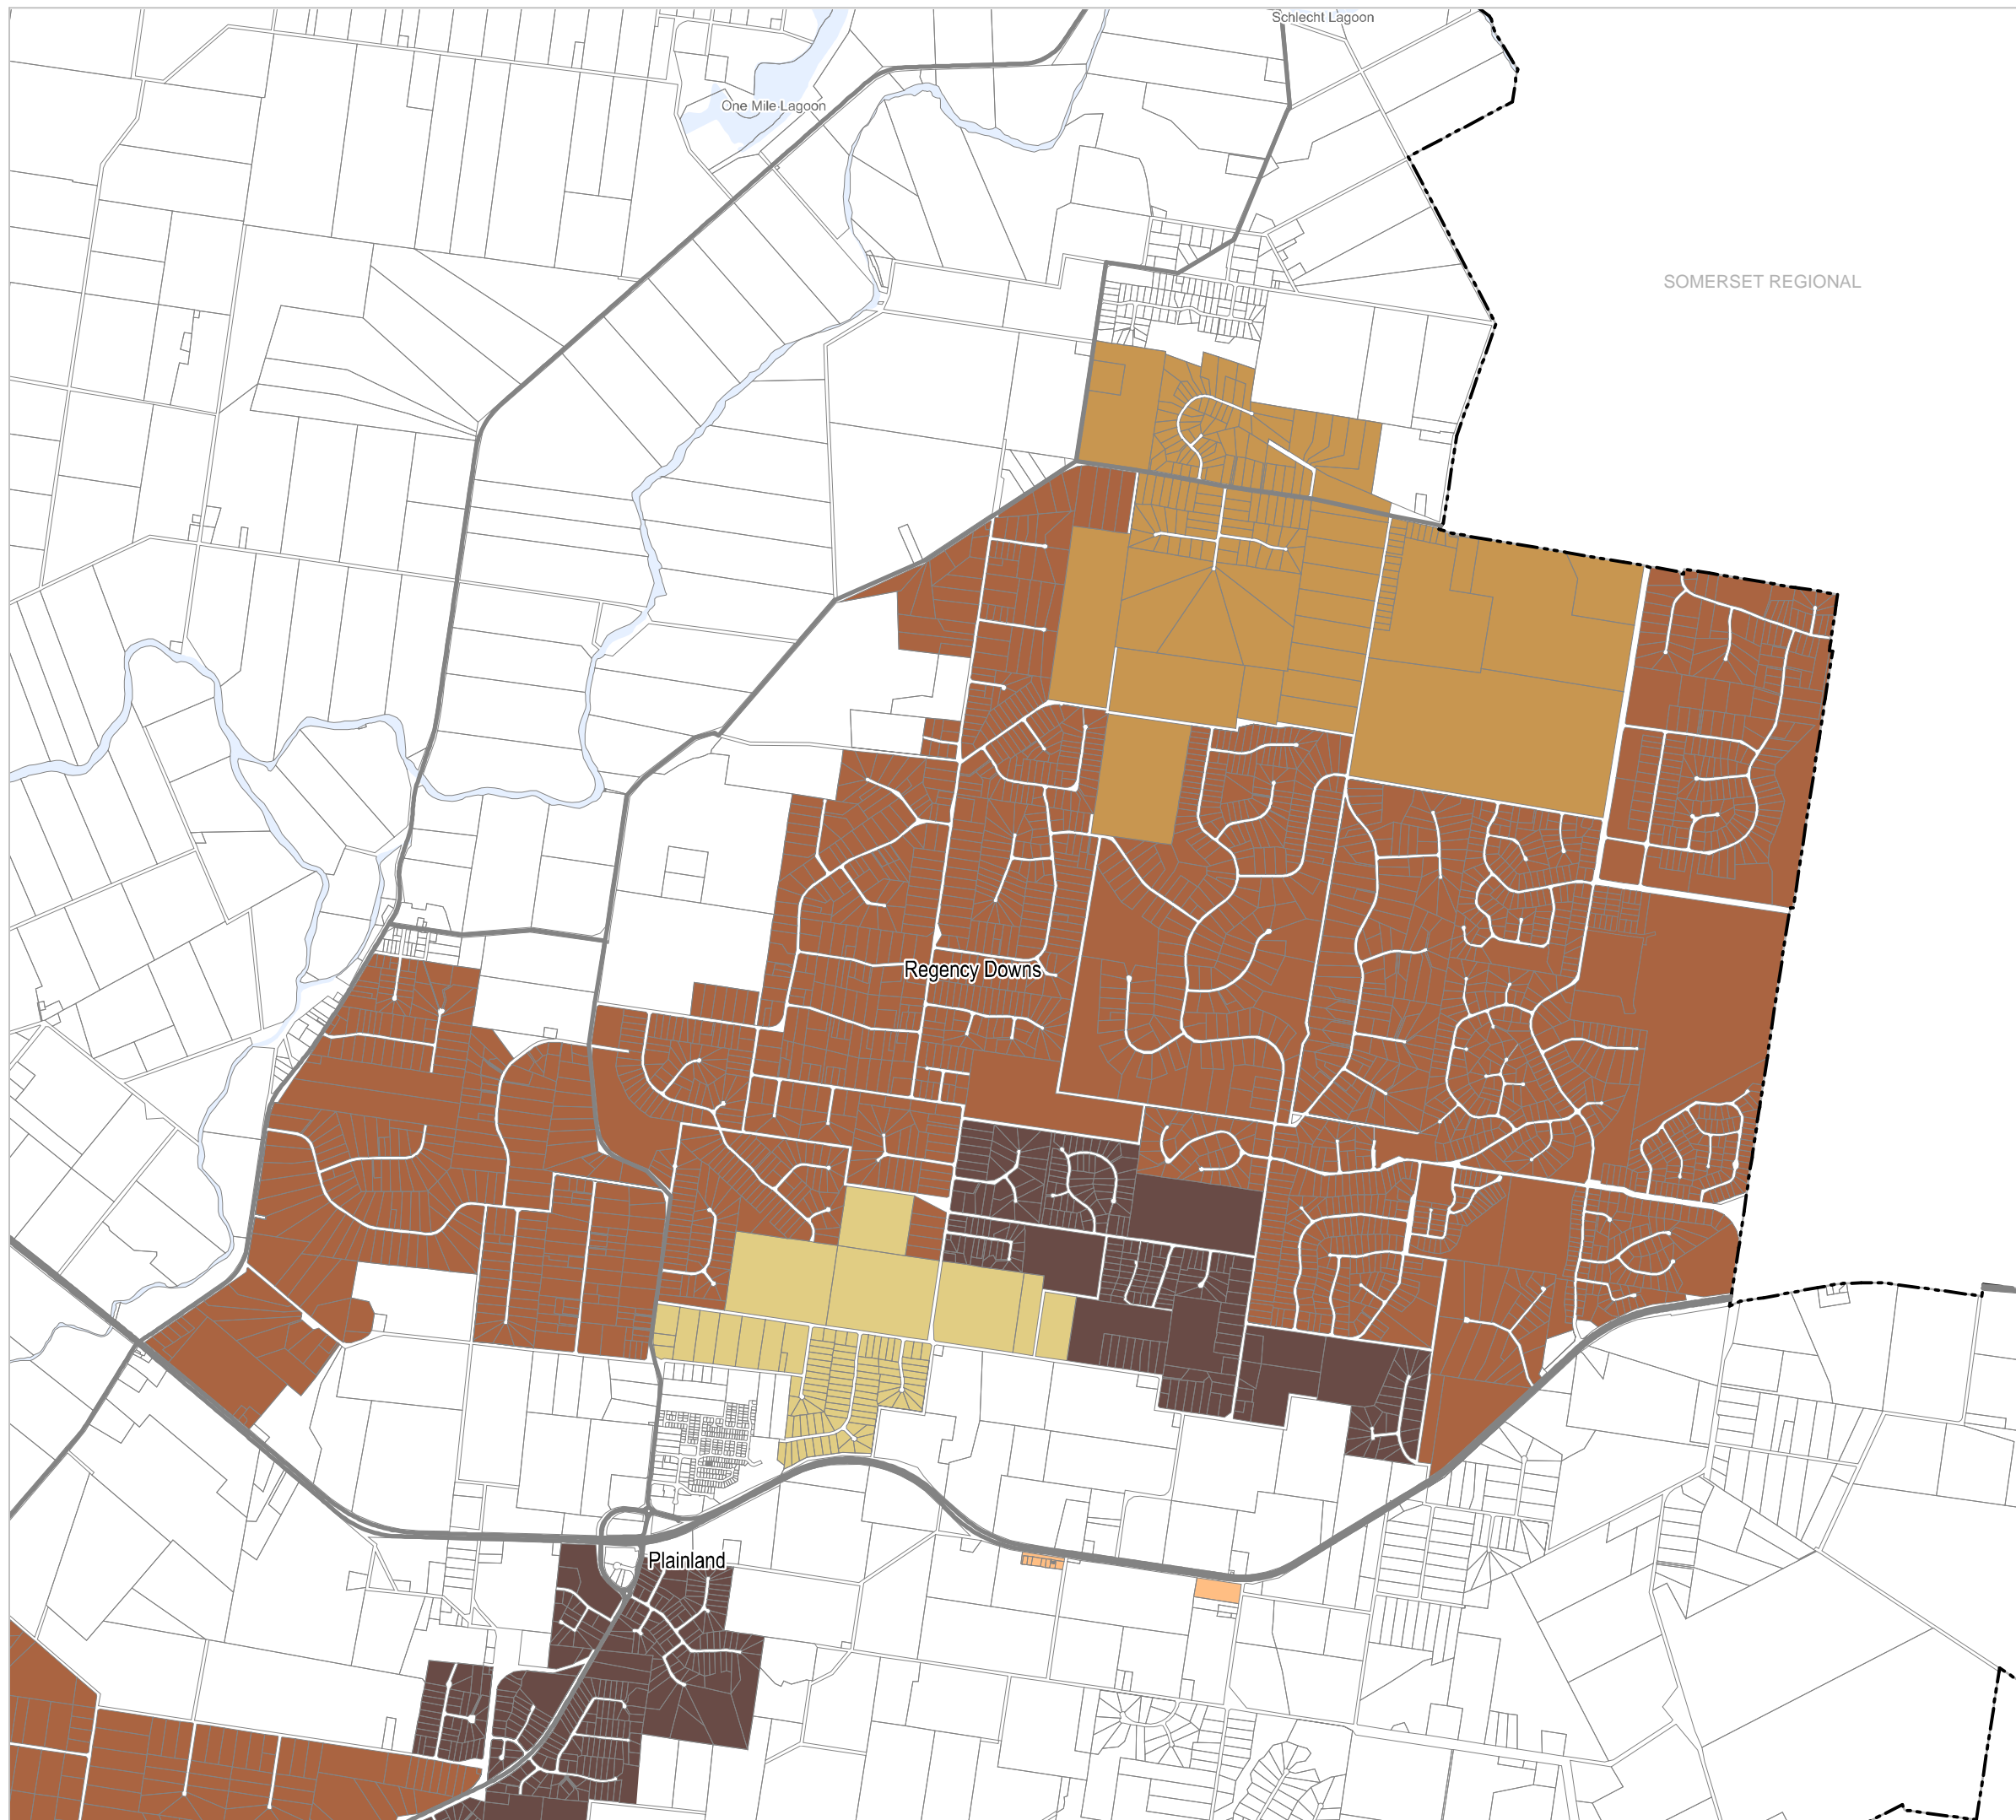 Schlecht Lagoon
One Mile Lagoon
SOMERSET REGIONAL
Regency Downs
Plainland